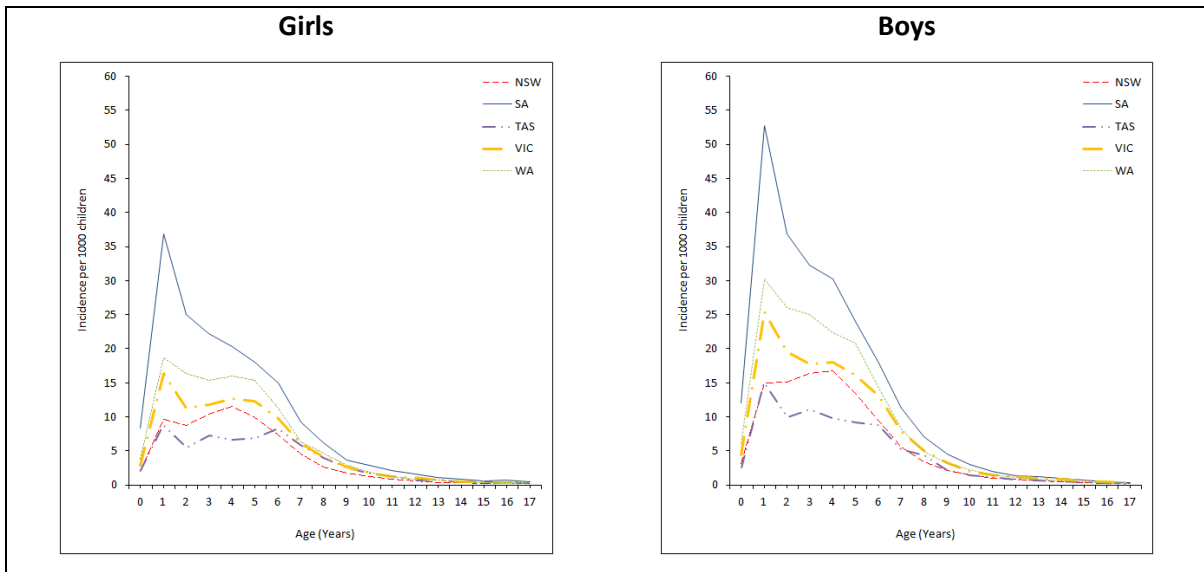 Girls
60
55
50
45
40
35
30
25
20
15
10
5
0
Incidence per 1000 children
0 1 2 3 4 5 6 7 8 9 10 11 12 13 14 15 16 17
Age (Years)
NSW
SA
TAS
VIC
WA
Boys
60
55
50
45
40
35
30
25
20
15
10
5
0
Incidence per 1000 children
0 1 2 3 4 5 6 7 8 9 10 11 12 13 14 15 16 17
Age (Years)
NSW
SA
TAS
VIC
WA